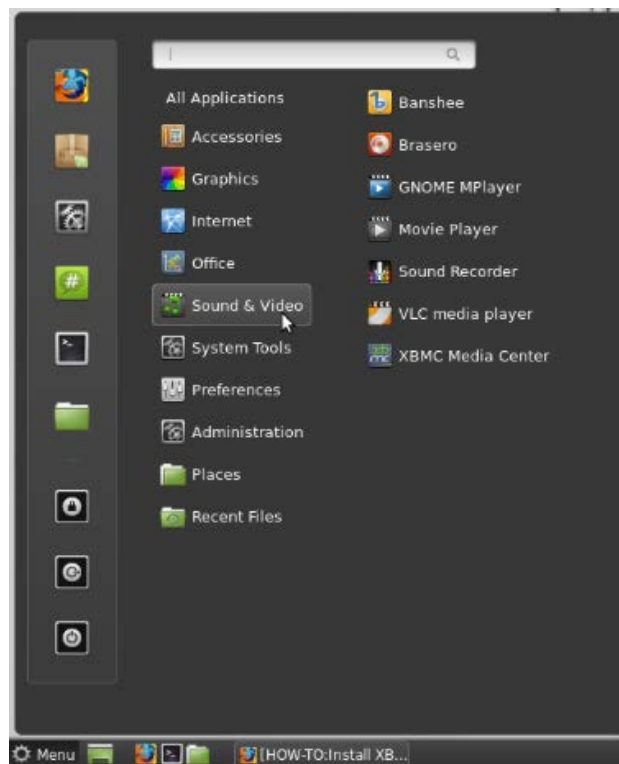 All Applications
Accessories
Graphics
Internet
Office
Sound & Video
System Tools
Preferences
Administration
Places
Recent Files
Banshee
Brasero
GNOME MPlayer
Movie Player
Sound Recorder
VLC media player
XBMC Media Center
Menu
[HOW-TO:Install XB...